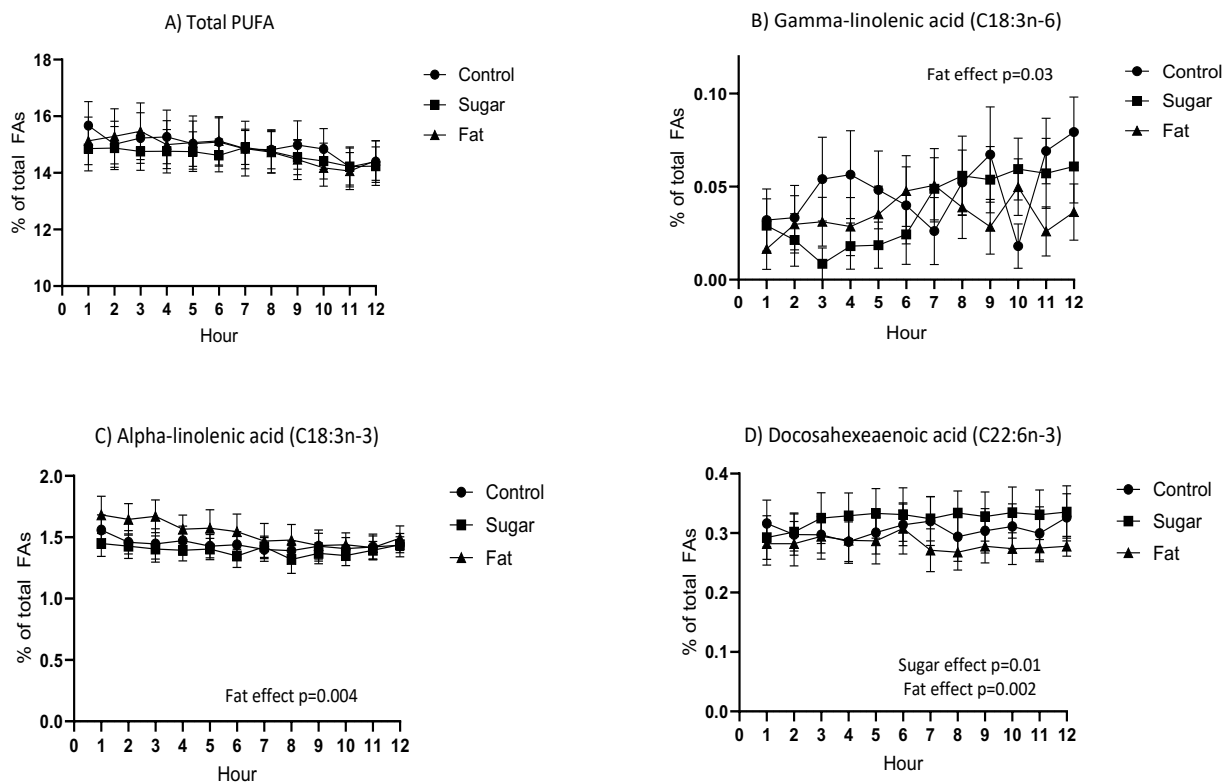 A) Total PUFA
% of total FAs
18
16
14
12
10
0 1 2 3 4 5 6 7 8 9 10 11 12
Hour
Control
Sugar
Fat
B) Gamma-linolenic acid (C18:3n-6)
Fat effect p=0.03
% of total FAs
0.10
0.05
0.00
0 1 2 3 4 5 6 7 8 9 10 11 12
Hour
Control
Sugar
Fat
C) Alpha-linolenic acid (C18:3n-3)
% of total FAs
2.0
1.5
1.0
0.5
0.0
Fat effect p=0.004
0 1 2 3 4 5 6 7 8 9 10 11 12
Hour
Control
Sugar
Fat
D) Docosahexeaenoic acid (C22:6n-3)
% of total FAs
0.4
0.3
0.2
0.1
0.0
Sugar effect p=0.01
Fat effect p=0.002
0 1 2 3 4 5 6 7 8 9 10 11 12
Hour
Control
Sugar
Fat